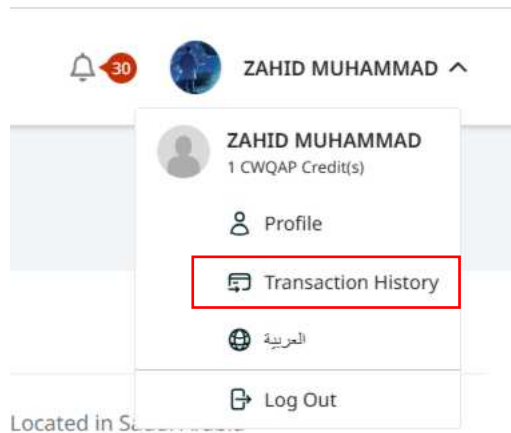 30
ZAHID MUHAMMAD
ZAHID MUHAMMAD
1 CWQAP Credit(s)
Profile
Transaction History
العربية
Log Out
Located in